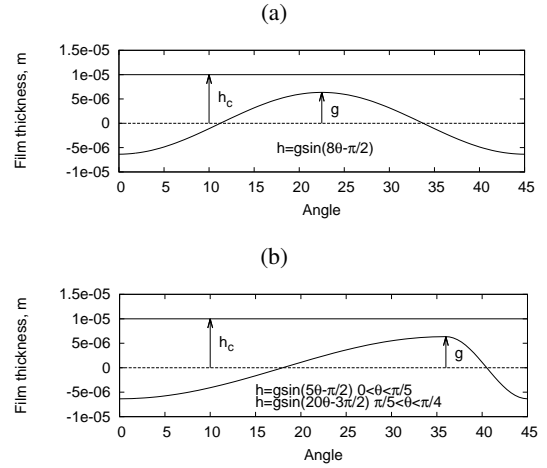 (a)
Film thickness, m
1.5e-05
1e-05
5e-06
0
-5e-06
-1e-05
h_c
g
h=gsin(8θ-π/2)
0 5 10 15 20 25 30 35 40 45
Angle
(b)
Film thickness, m
1.5e-05
1e-05
5e-06
0
-5e-06
-1e-05
h_c
g
h=gsin(5θ-π/2) 0<θ<π/5
h=gsin(20θ-3π/2) π/5<θ<π/4
0 5 10 15 20 25 30 35 40 45
Angle